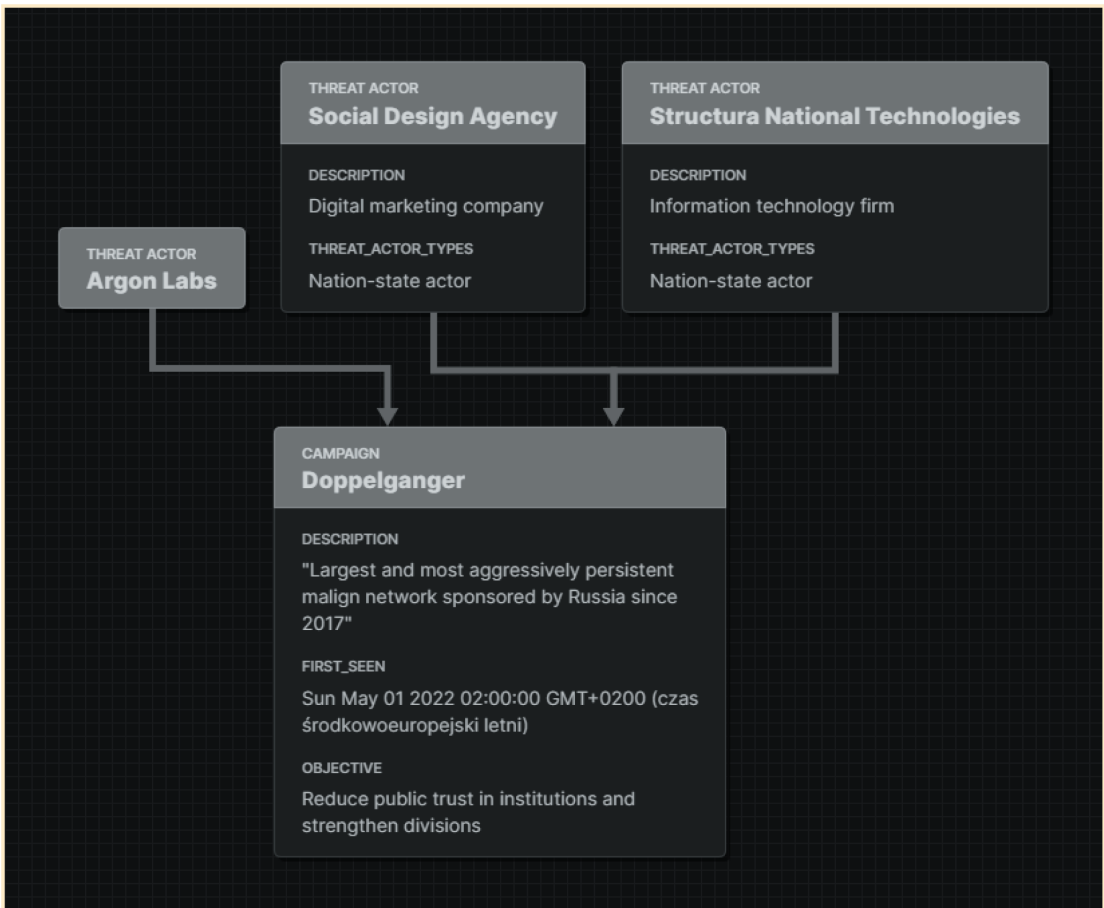 THREAT ACTOR
Social Design Agency
DESCRIPTION
Digital marketing company
THREAT_ACTOR_TYPES
Nation-state actor
THREAT ACTOR
Structura National Technologies
DESCRIPTION
Information technology firm
THREAT_ACTOR_TYPES
Nation-state actor
THREAT ACTOR
Argon Labs
CAMPAIGN
Doppelganger
DESCRIPTION
"Largest and most aggressively persistent
malign network sponsored by Russia since
2017"
FIRST_SEEN
Sun May 01 2022 02:00:00 GMT+0200 (czas
środkowoeuropejski letni)
OBJECTIVE
Reduce public trust in institutions and
strengthen divisions